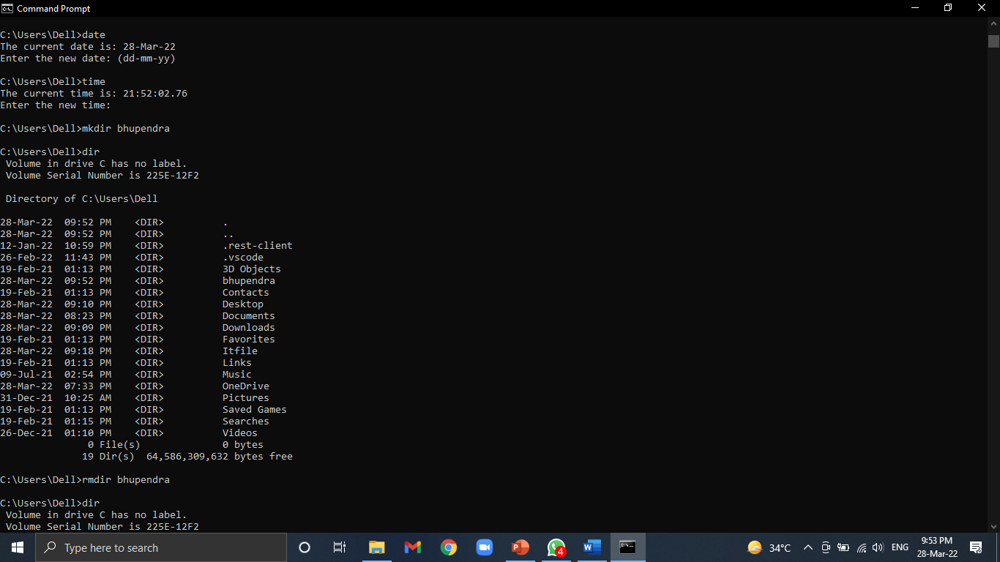 Command Prompt
C:\Users\Dell>date
The current date is: 28-Mar-22
Enter the new date: (dd-mm-yy)
C:\Users\Dell>time
The current time is: 21:52:02.76
Enter the new time:
C:\Users\Dell>mkdir bhupendra
C:\Users\Dell>dir
 Volume in drive C has no label.
 Volume Serial Number is 225E-12F2
 Directory of C:\Users\Dell
28-Mar-22  09:52 PM    <DIR>          .
28-Mar-22  09:52 PM    <DIR>          ..
12-Jan-22  10:59 PM    <DIR>          .rest-client
26-Feb-22  11:43 PM    <DIR>          .vscode
19-Feb-21  01:13 PM    <DIR>          3D Objects
28-Mar-22  09:52 PM    <DIR>          bhupendra
19-Feb-21  01:13 PM    <DIR>          Contacts
28-Mar-22  09:10 PM    <DIR>          Desktop
28-Mar-22  08:23 PM    <DIR>          Documents
28-Mar-22  09:09 PM    <DIR>          Downloads
19-Feb-21  01:13 PM    <DIR>          Favorites
28-Mar-22  09:18 PM    <DIR>          Itfile
19-Feb-21  01:13 PM    <DIR>          Links
09-Jul-21  02:54 PM    <DIR>          Music
28-Mar-22  07:33 PM    <DIR>          OneDrive
31-Dec-21  10:25 AM    <DIR>          Pictures
19-Feb-21  01:13 PM    <DIR>          Saved Games
19-Feb-21  01:15 PM    <DIR>          Searches
26-Dec-21  01:10 PM    <DIR>          Videos
               0 File(s)              0 bytes
              19 Dir(s)  64,586,309,632 bytes free
C:\Users\Dell>rmdir bhupendra
C:\Users\Dell>dir
 Volume in drive C has no label.
 Volume Serial Number is 225E-12F2
Type here to search
4
34°C
ENG
9:53 PM
28-Mar-22